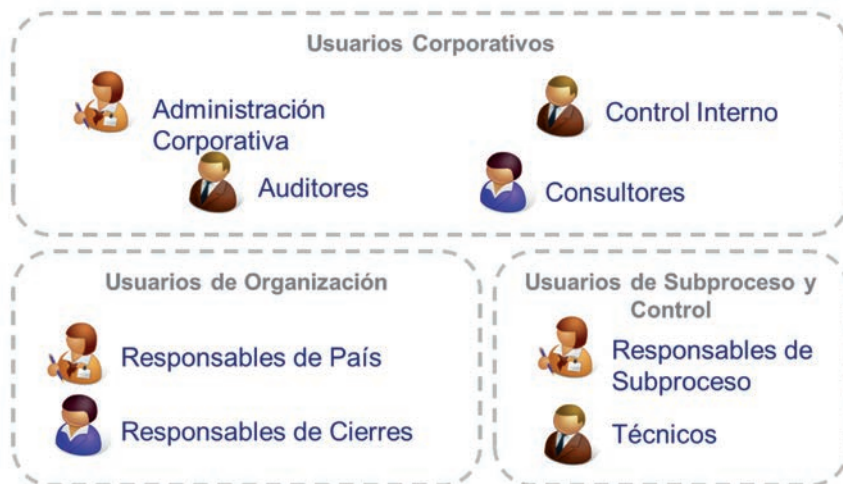 Usuarios Corporativos
Administración
Corporativa
Control Interno
Auditores
Consultores
Usuarios de Organización
Responsables de País
Responsables de Cierres
Usuarios de Subproceso y
Control
Responsables de
Subproceso
Técnicos